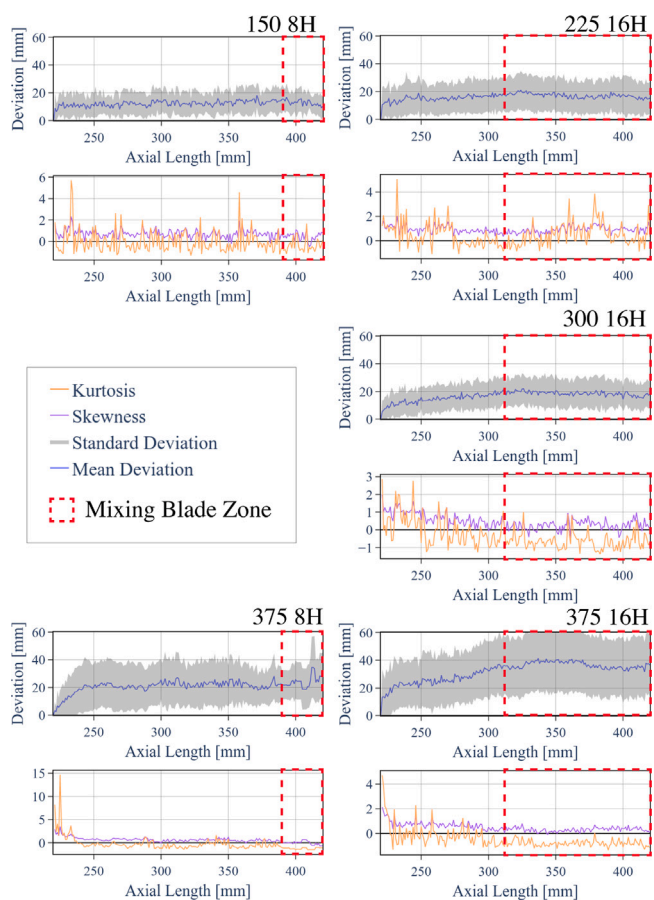 150 8H
Deviation [mm]
60
40
20
0
250 300 350 400
Axial Length [mm]
6
4
2
0
250 300 350 400
Axial Length [mm]
225 16H
Deviation [mm]
60
40
20
0
250 300 350 400
Axial Length [mm]
4
2
0
250 300 350 400
Axial Length [mm]
Kurtosis
Skewness
Standard Deviation
Mean Deviation
Mixing Blade Zone
300 16H
Deviation [mm]
60
40
20
0
250 300 350 400
Axial Length [mm]
3
2
1
0
−1
250 300 350 400
Axial Length [mm]
375 8H
Deviation [mm]
60
40
20
0
250 300 350 400
Axial Length [mm]
15
10
5
0
250 300 350 400
Axial Length [mm]
375 16H
Deviation [mm]
60
40
20
0
250 300 350 400
Axial Length [mm]
4
2
0
250 300 350 400
Axial Length [mm]